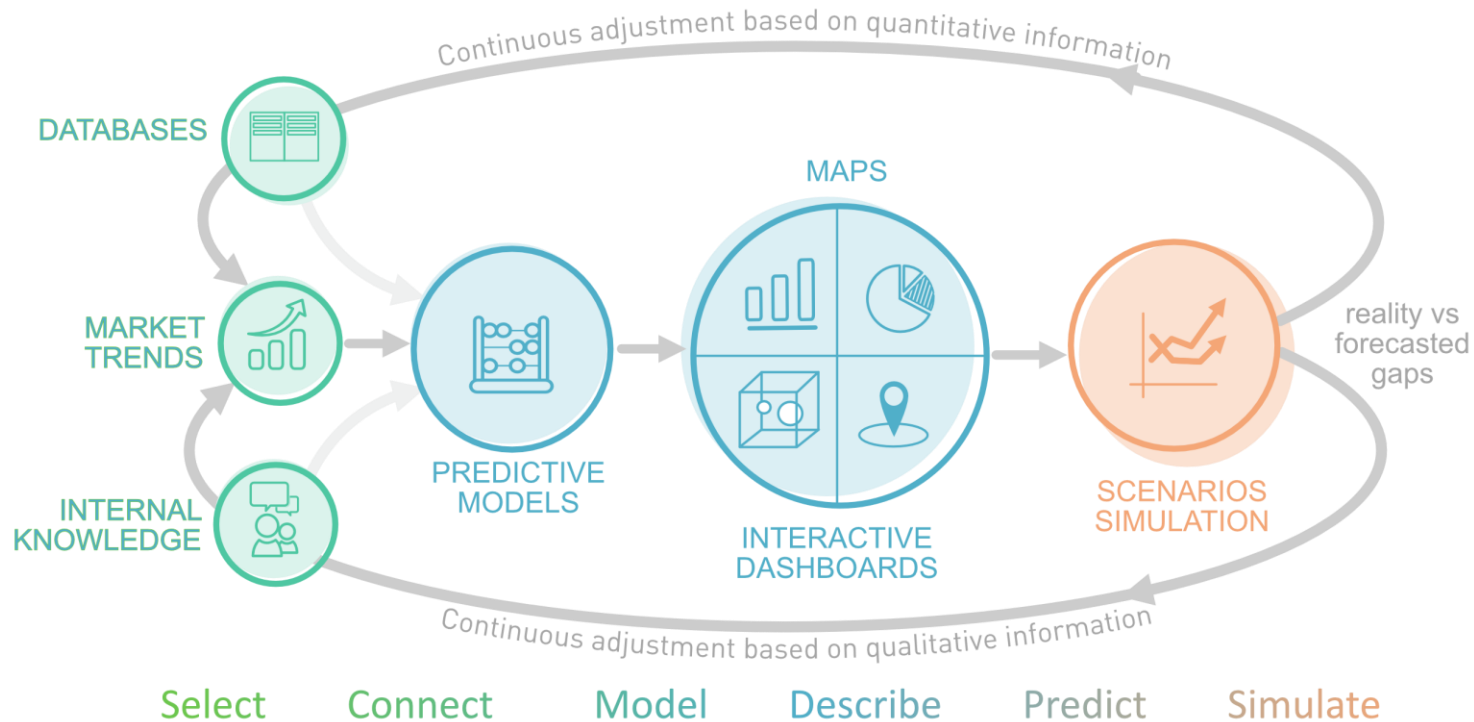 Continuous adjustment based on quantitative information
DATABASES
MAPS
MARKET
TRENDS
reality vs
forecasted
gaps
PREDICTIVE
MODELS
SCENARIOS
SIMULATION
INTERNAL
KNOWLEDGE
INTERACTIVE
DASHBOARDS
Continuous adjustment based on qualitative information
Select Connect Model Describe Predict Simulate